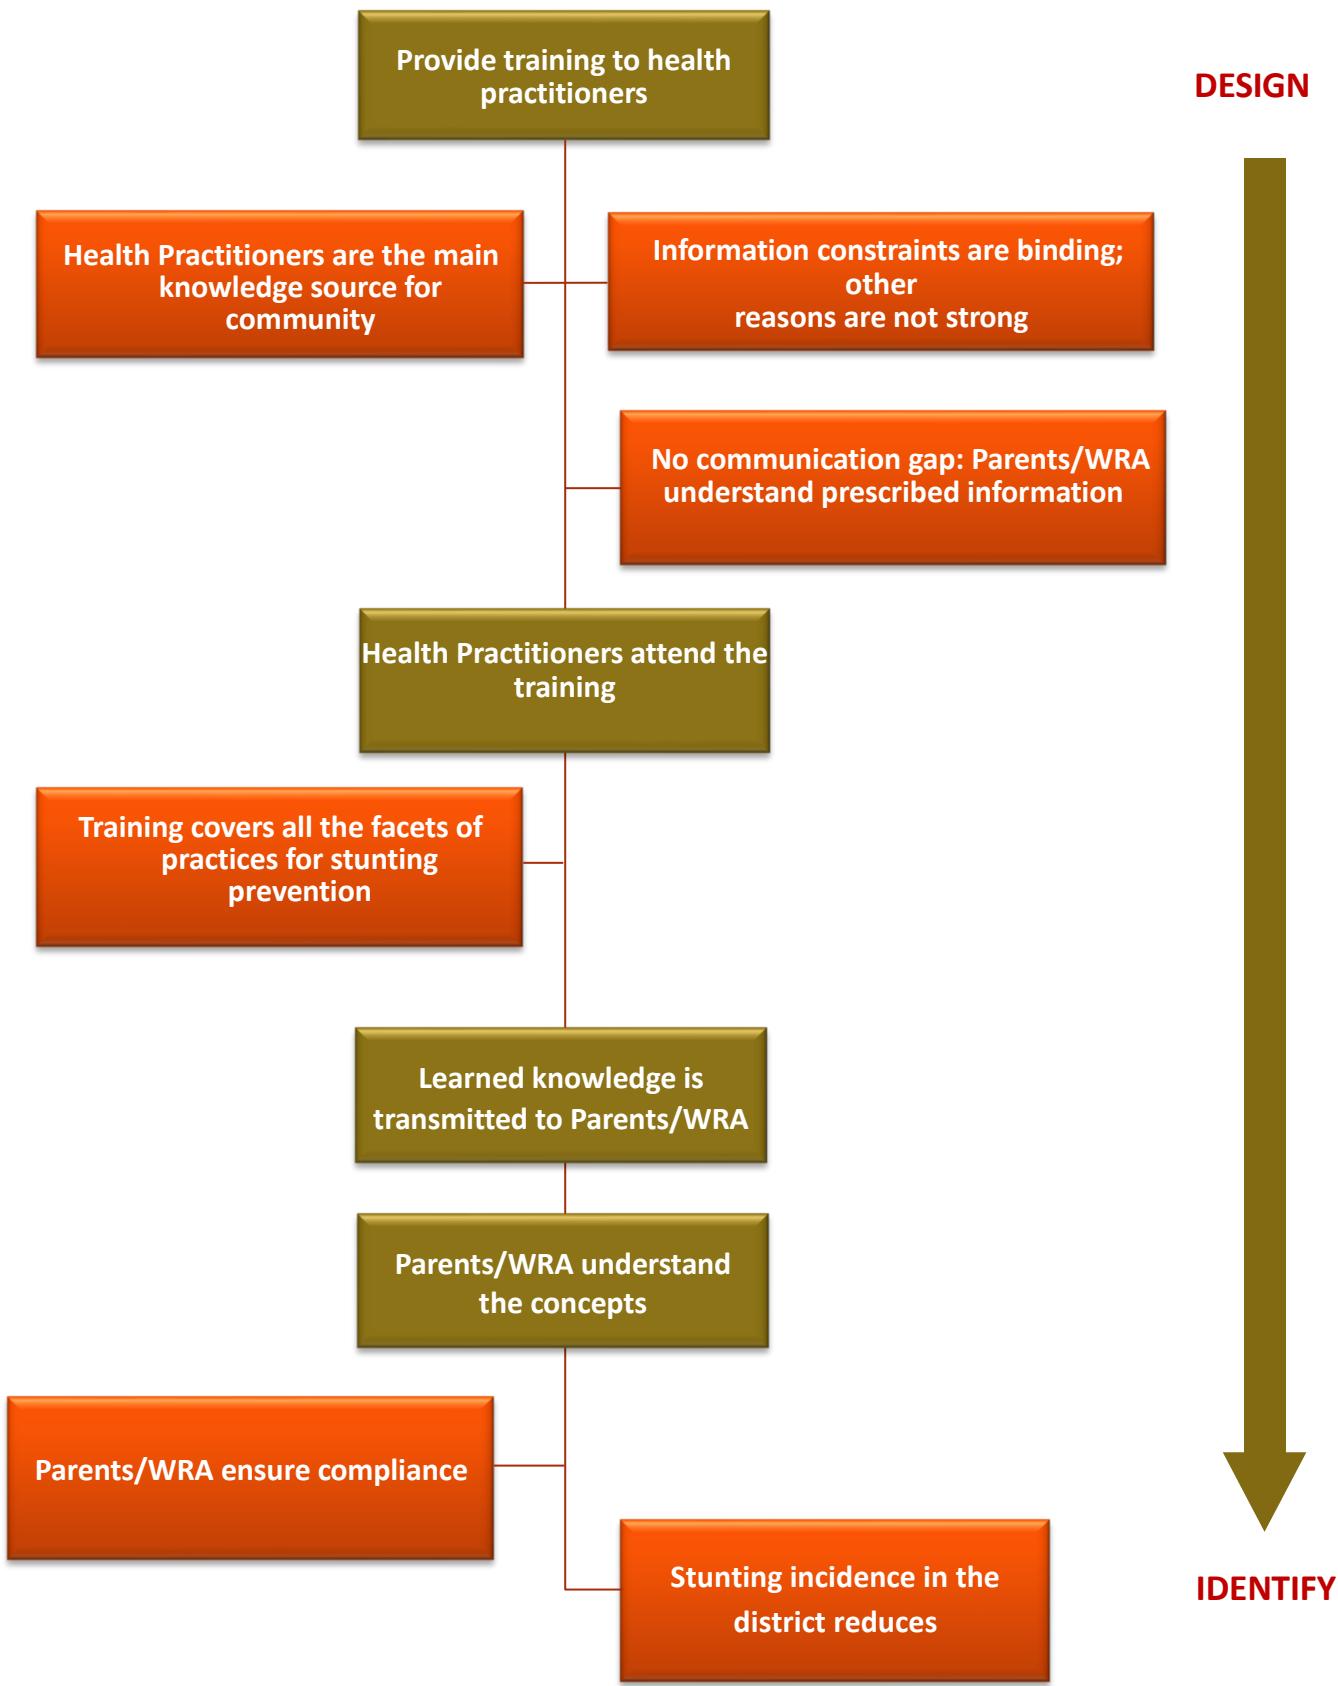 Provide training to health
practitioners
DESIGN
Health Practitioners are the main
knowledge source for
community
Information constraints are binding;
other
reasons are not strong
No communication gap: Parents/WRA
understand prescribed information
Health Practitioners attend the
training
Training covers all the facets of
practices for stunting
prevention
Learned knowledge is
transmitted to Parents/WRA
Parents/WRA understand
the concepts
Parents/WRA ensure compliance
Stunting incidence in the
district reduces
IDENTIFY